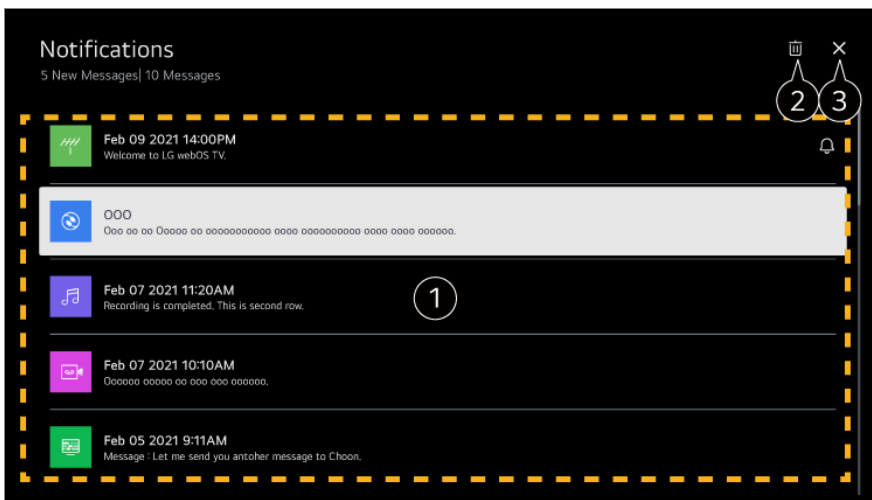 Notifications
5 New Messages| 10 Messages
2 3
Feb 09 2021 14:00PM
Welcome to LG webOS TV.
OOO
Ooo oo oo Ooooo oo ooooooooooo oooo oooooooooo oooo oooo oooooo.
Feb 07 2021 11:20AM
Recording is completed. This is second row.
1
Feb 07 2021 10:10AM
Oooooo ooooo oo ooo ooo oooooo.
Feb 05 2021 9:11AM
Message : Let me send you antoher message to Choon.